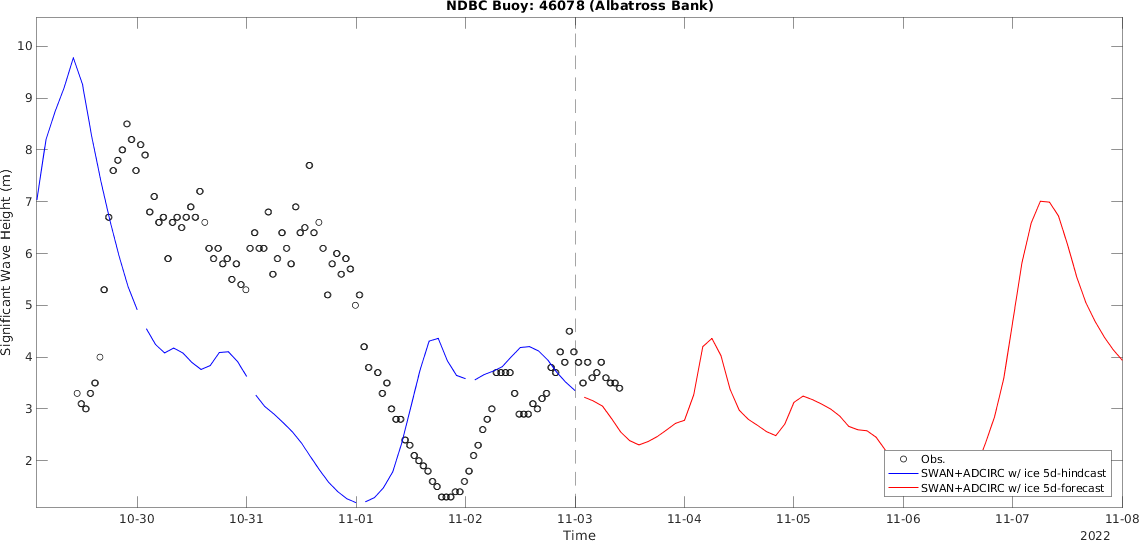 NDBC Buoy: 46078 (Albatross Bank)
Significant Wave Height (m)
10
9
8
7
6
5
4
3
2
Obs.
SWAN+ADCIRC w/ ice 5d-hindcast
SWAN+ADCIRC w/ ice 5d-forecast
10-30 10-31 11-01 11-02 11-03 11-04 11-05 11-06 11-07 11-08
Time
2022